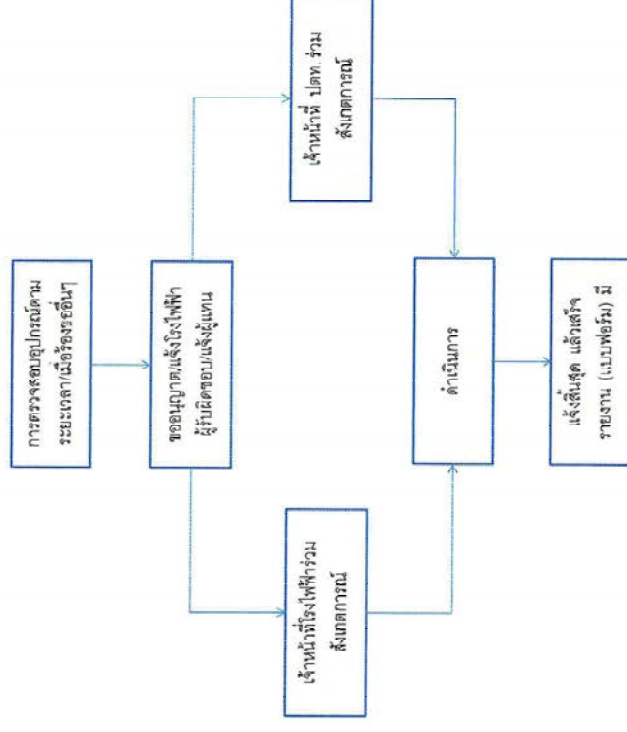 การตรวจสอบอุปกรณ์ตาม
ระยะเวลา/เมื่อร้องขออื่นๆ
ขออนุญาต/แจ้งโรงไฟฟ้า
ผู้รับผิดชอบ/แจ้งผู้แทน
เจ้าหน้าที่โรงไฟฟ้าร่วม
สังเกตการณ์
เจ้าหน้าที่ ปตท. ร่วม
สังเกตการณ์
ดำเนินการ
แจ้งสิ้นสุด แล้วเสร็จ
รายงาน (แบบฟอร์ม) มี